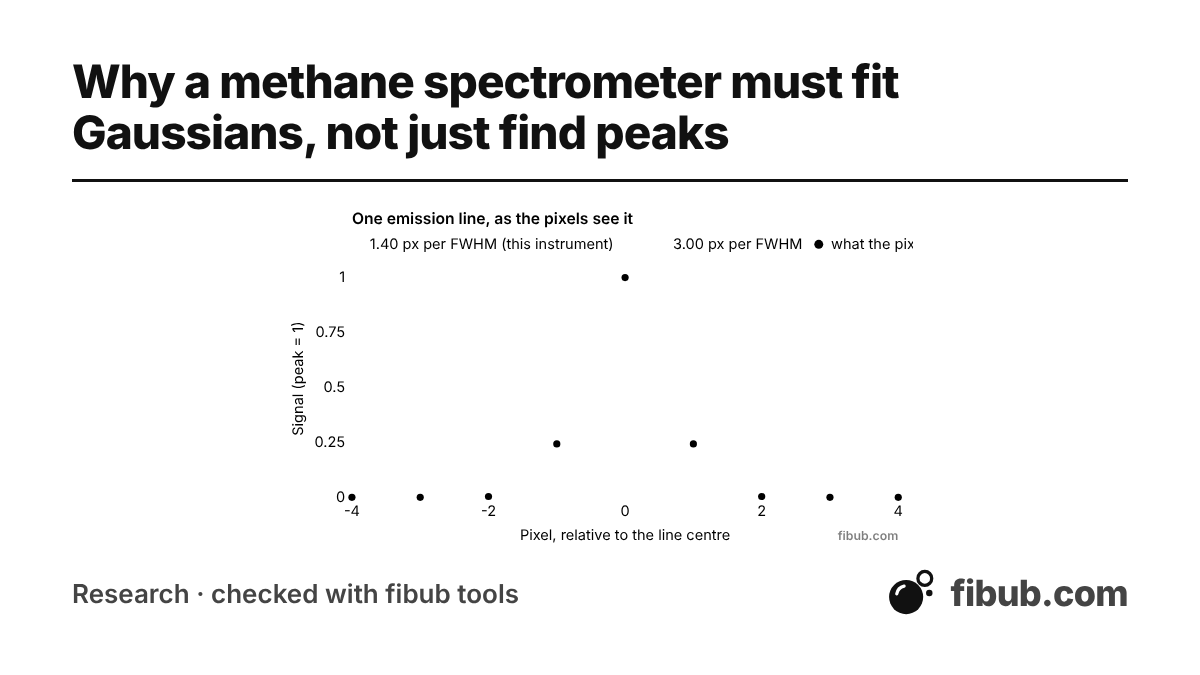 Why a methane spectrometer must fit
Gaussians, not just find peaks
One emission line, as the pixels see it
1.40 px per FWHM (this instrument)
3.00 px per FWHM
what the pix
1
0.75
0.5
0.25
0
Signal (peak = 1)
-4
-2
0
2
4
Pixel, relative to the line centre
fibub.com
Research · checked with fibub tools
fibub.com